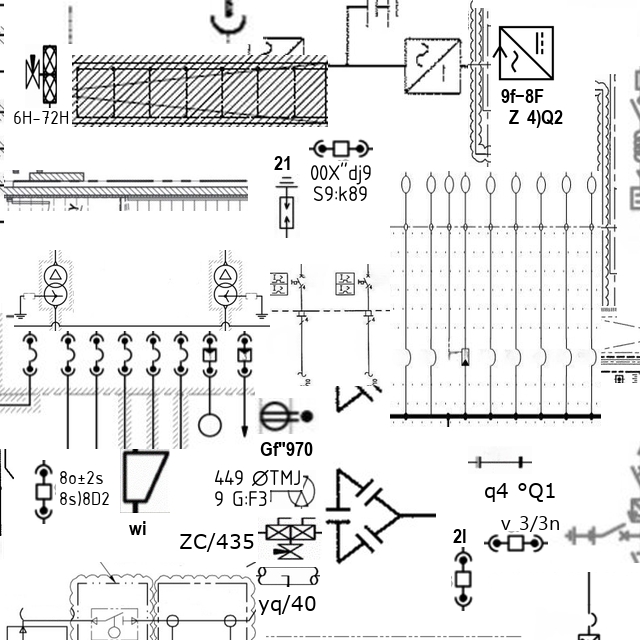 6H-72H
9f-8F
Z 4)Q2
21
00X"dj9
S9:k89
Gf"970
8o±2s
8s)8D2
wi
449 ØTMJ
9 G:F3
ZC/435
yq/40
q4 °Q1
v_3/3n
2l